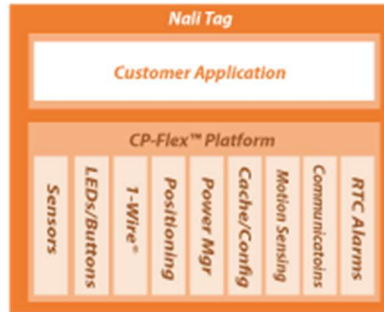 Nali Tag
Customer Application
CP-Flex™ Platform
Sensors
LEDs/Buttons
1-Wire®
Positioning
Power Mgr
Cache/Config
Motion Sensing
Communicatoins
RTC Alarms